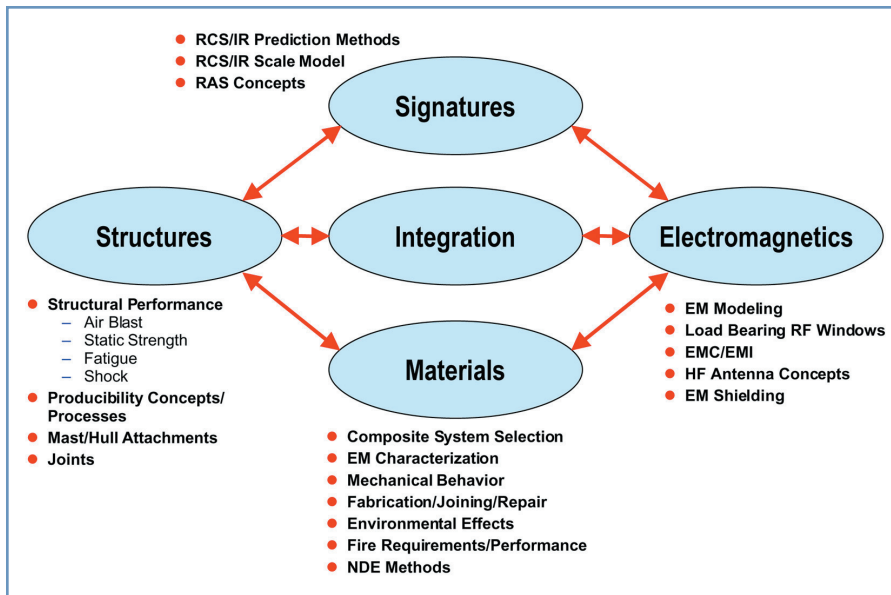 RCS/IR Prediction Methods
RCS/IR Scale Model
RAS Concepts
Signatures
Structures
Integration
Electromagnetics
Structural Performance
– Air Blast
– Static Strength
– Fatigue
– Shock
Producibility Concepts/
Processes
Mast/Hull Attachments
Joints
Materials
EM Modeling
Load Bearing RF Windows
EMC/EMI
HF Antenna Concepts
EM Shielding
Composite System Selection
EM Characterization
Mechanical Behavior
Fabrication/Joining/Repair
Environmental Effects
Fire Requirements/Performance
NDE Methods